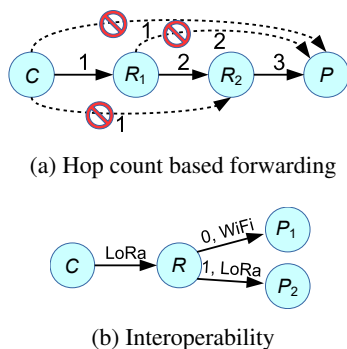 1 2
C 1 R₁ 2 R₂ 3 P
1
(a) Hop count based forwarding
0, WiFi P₁
C LoRa R
1, LoRa P₂
(b) Interoperability